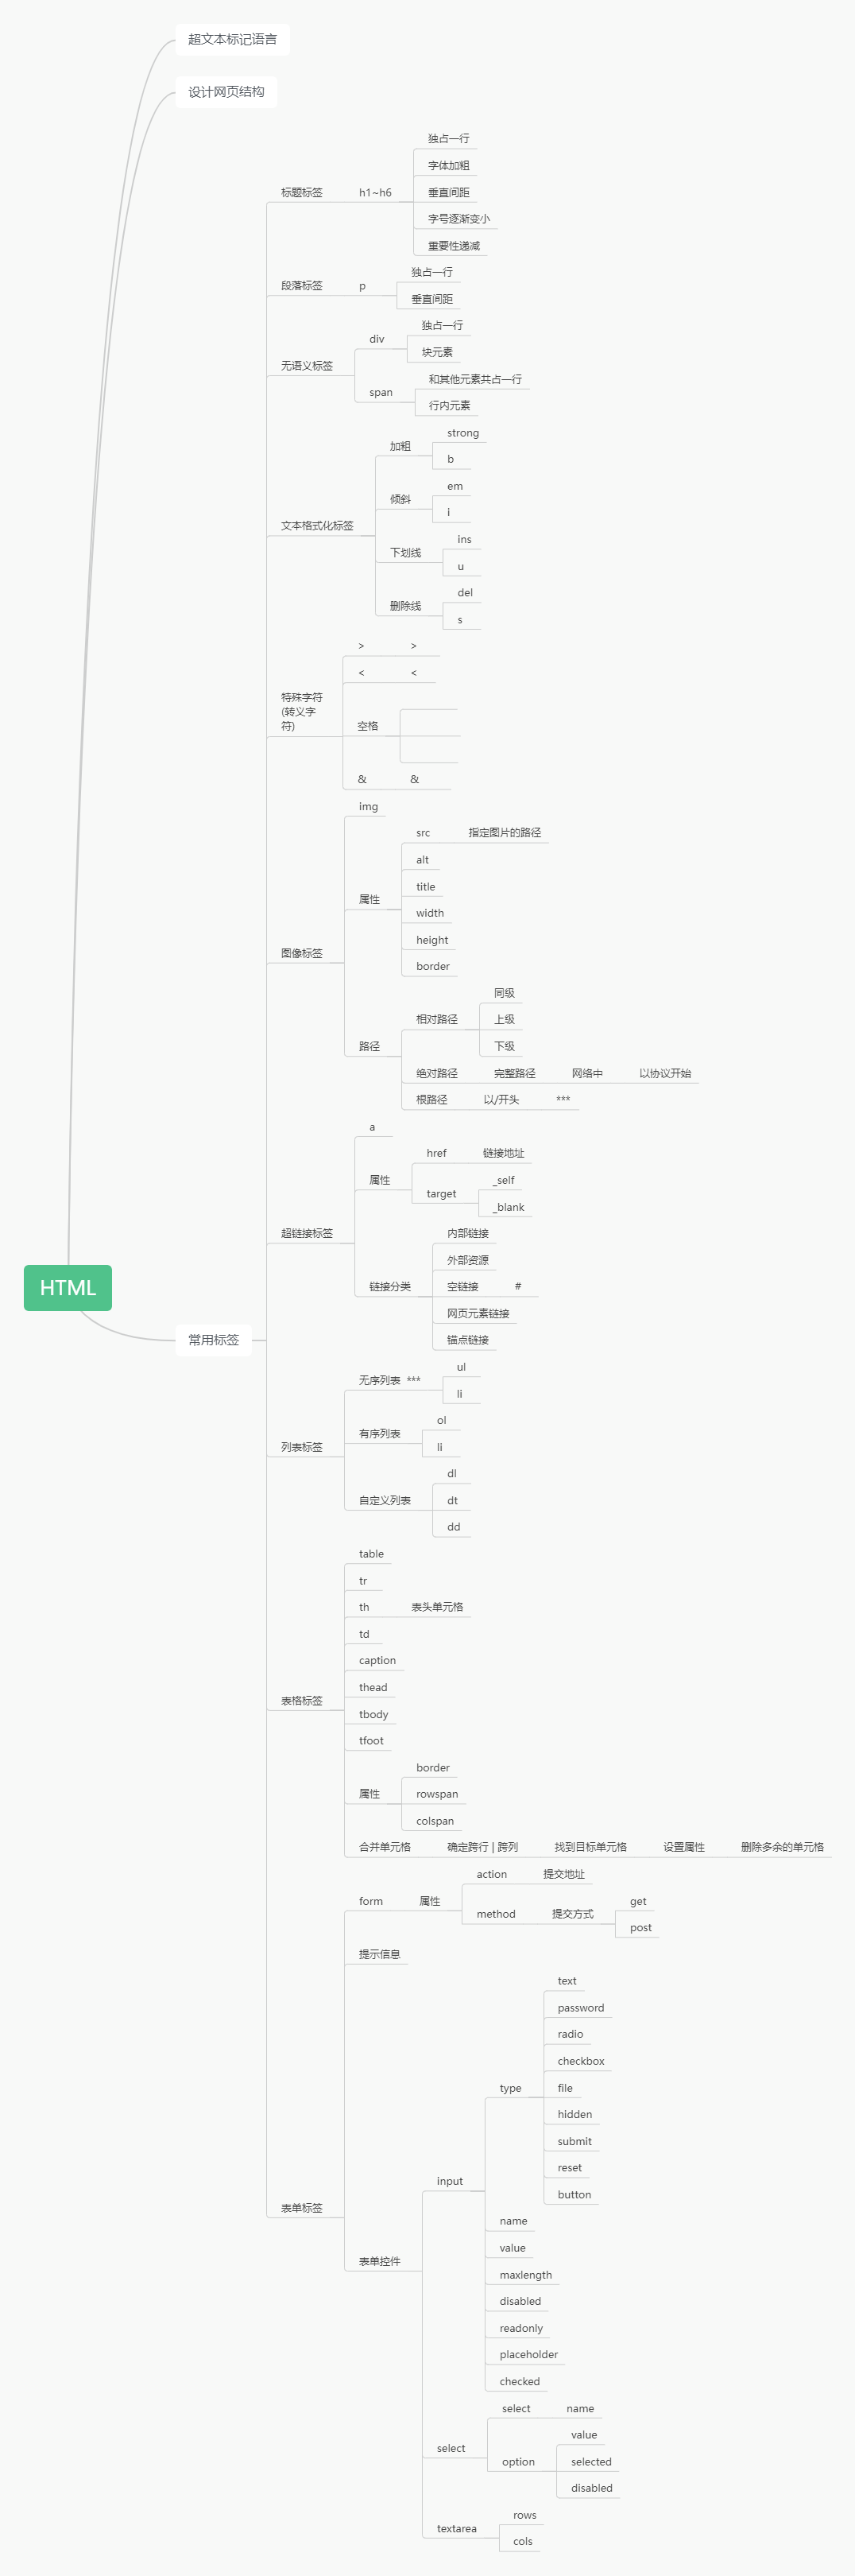 超文本标记语言
设计网页结构
独占一行
字体加粗
标题标签 h1~h6 垂直间距
字号逐渐变小
重要性递减
独占一行
段落标签 p
垂直间距
独占一行
div
块元素
无语义标签
和其他元素共占一行
span
行内元素
strong
加粗
b
em
倾斜
i
文本格式化标签
ins
下划线
u
del
删除线
s
> >
< <
特殊字符
(转义字
符)
空格
& &
img
src 指定图片的路径
alt
title
属性
width
height
图像标签
border
同级
相对路径 上级
下级
路径
绝对路径 完整路径 网络中 以协议开始
根路径 以/开头 ***
a
href 链接地址
属性
_self
target
_blank
超链接标签 内部链接
外部资源
链接分类 空链接 #
网页元素链接
锚点链接
HTML
常用标签
ul
无序列表 ***
li
ol
有序列表
li
列表标签
dl
自定义列表 dt
dd
table
tr
th 表头单元格
td
caption
thead
表格标签
tbody
tfoot
border
属性 rowspan
colspan
合并单元格 确定跨行 | 跨列 找到目标单元格 设置属性 删除多余的单元格
action 提交地址
form 属性
get
method 提交方式
post
提示信息
text
password
radio
checkbox
type file
hidden
submit
reset
button
input
表单标签
name
value
表单控件
maxlength
disabled
readonly
placeholder
checked
select name
value
select
option selected
disabled
rows
textarea
cols